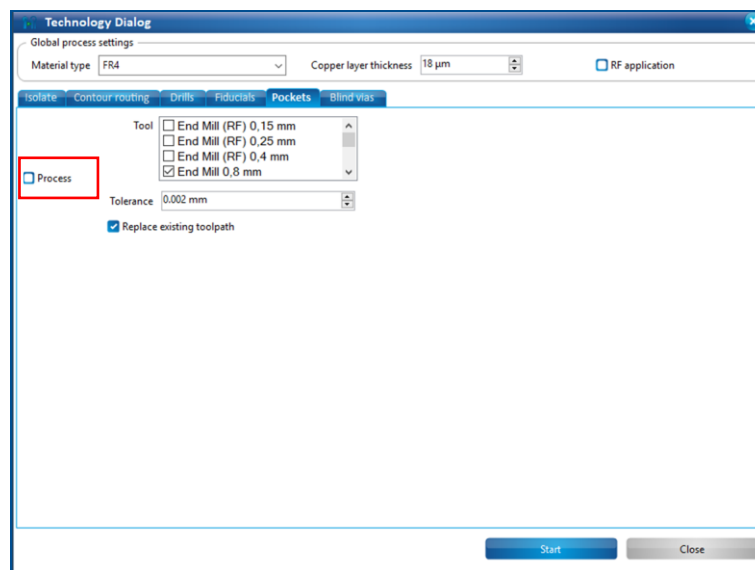 Technology Dialog
Global process settings
Material type FR4 Copper layer thickness 18 µm RF application
Isolate Contour routing Drills Fiducials Pockets Blind vias
Tool End Mill (RF) 0,15 mm
End Mill (RF) 0,25 mm
End Mill (RF) 0,4 mm
End Mill 0,8 mm
Process
Tolerance 0.002 mm
Replace existing toolpath
Start Close